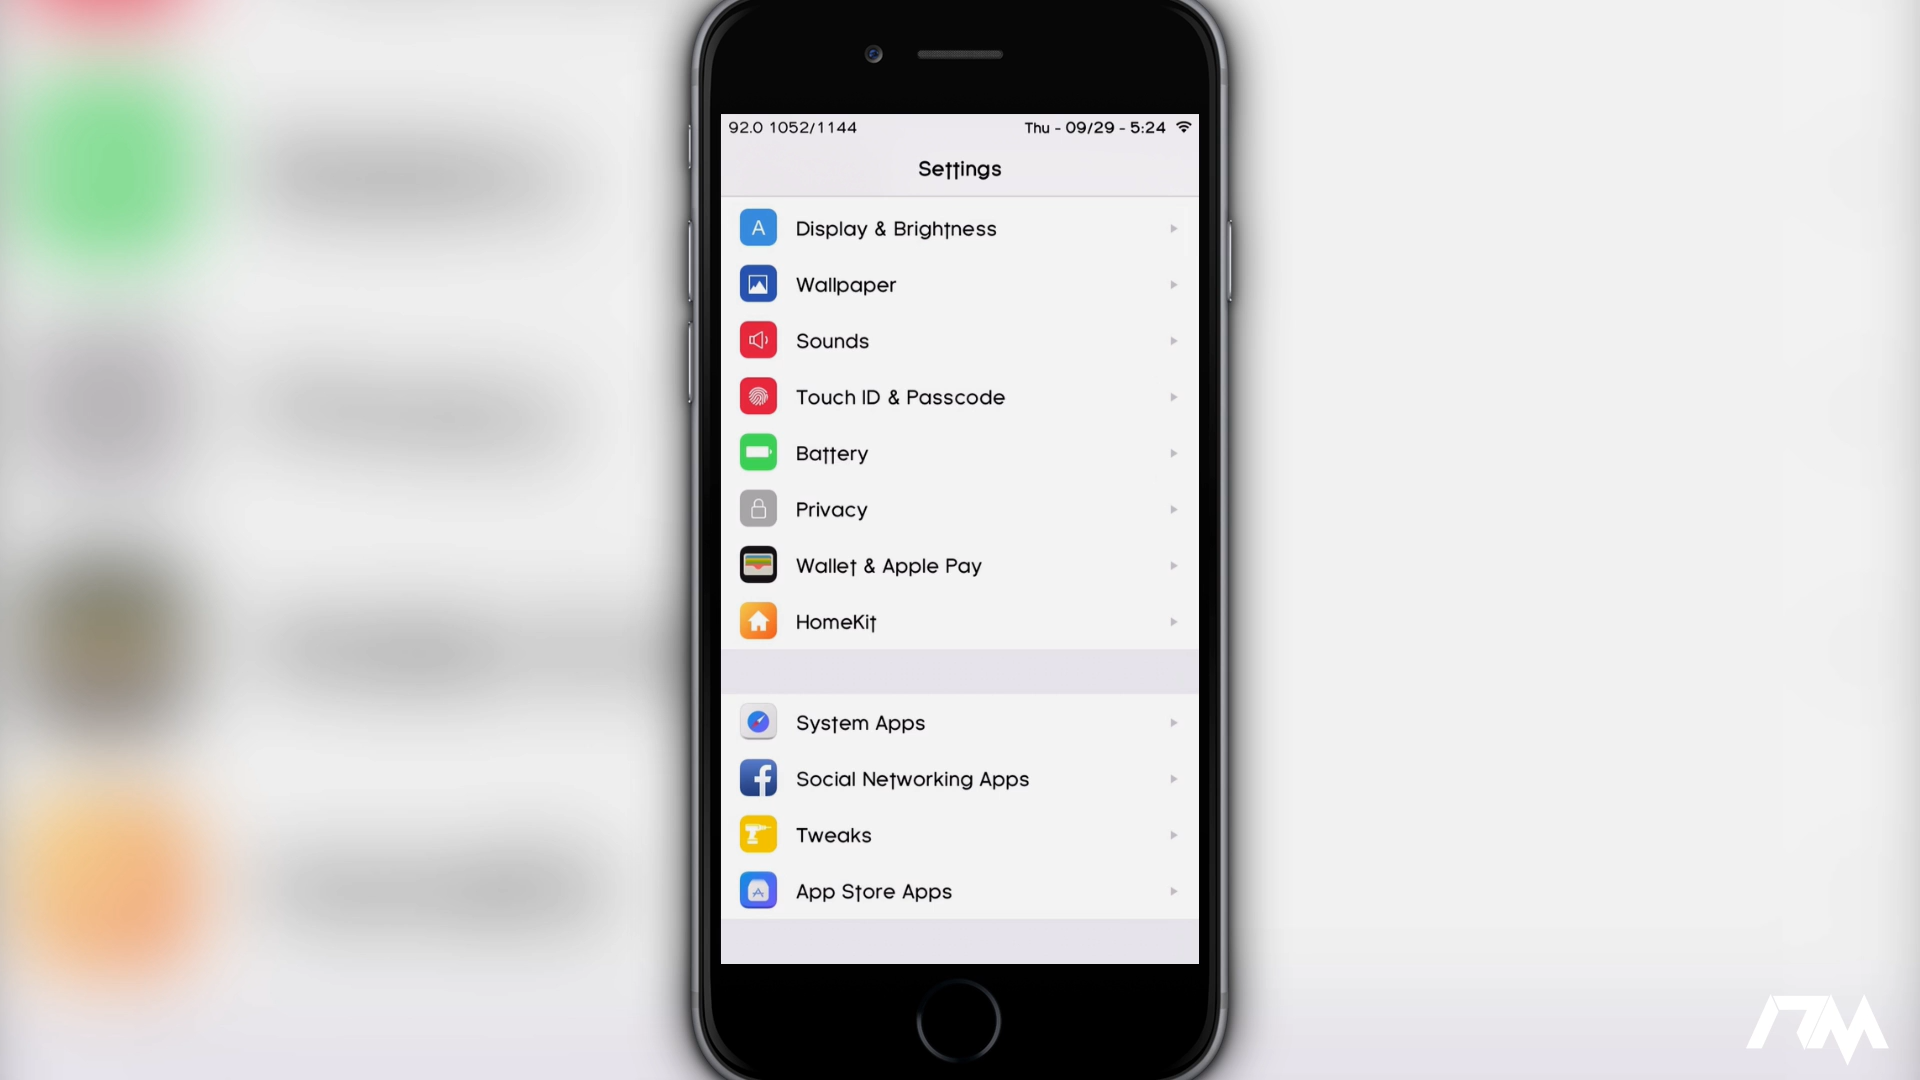 92.0 1052/1144 Thu - 09/29 - 5:24
Settings
A Display & Brightness
Wallpaper
Sounds
Touch ID & Passcode
Battery
Privacy
Wallet & Apple Pay
HomeKit
System Apps
f Social Networking Apps
Tweaks
App Store Apps